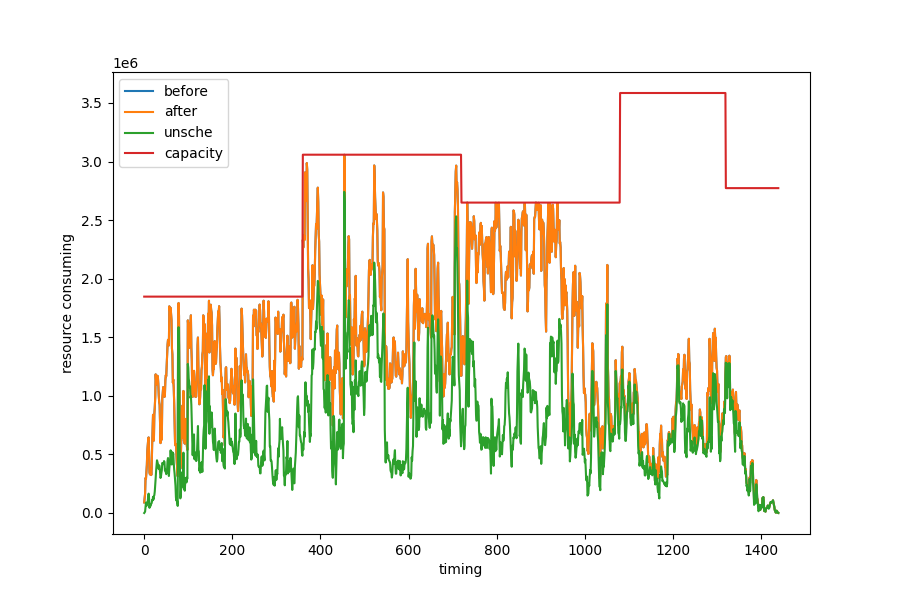 1e6
before
after
unsche
capacity
3.5
3.0
2.5
2.0
1.5
1.0
0.5
0.0
resource consuming
0 200 400 600 800 1000 1200 1400
timing